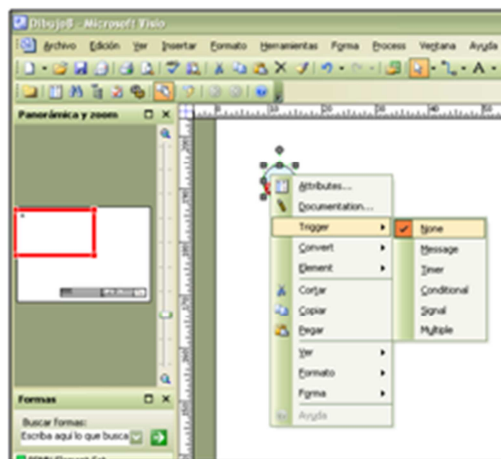 Dibujo8 - Microsoft Visio
Archivo Edición Ver Insertar Formato Herramientas Forma Process Ventana Ayuda
Panorámica y zoom
Attributes...
Documentation...
Trigger
None
Convert
Message
Element
Timer
Cortar
Conditional
Copiar
Signal
Pegar
Multiple
Ver
Formato
Forma
Ayuda
Formas
Buscar formas:
Escriba aquí lo que busca